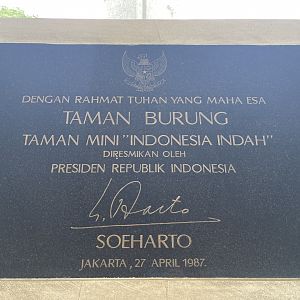 DENGAN RAHMAT TUHAN YANG MAHA ESA
TAMAN BURUNG
TAMAN MINI "INDONESIA INDAH"
DIRESMIKAN OLEH
PRESIDEN REPUBLIK INDONESIA
SOEHARTO
JAKARTA, 27 APRIL 1987.